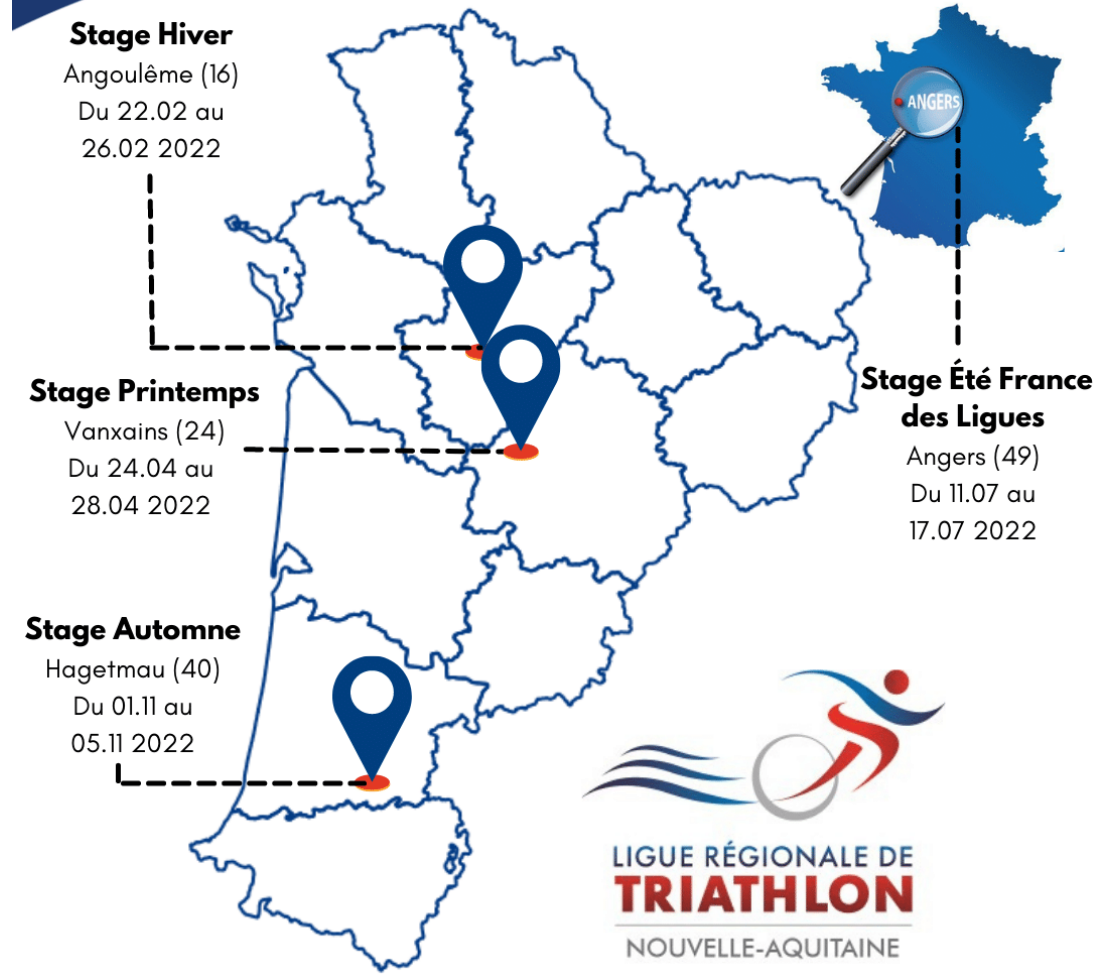 Stage Hiver
Angoulême (16)
Du 22.02 au
26.02 2022
ANGERS
Stage Printemps
Vanxains (24)
Du 24.04 au
28.04 2022
Stage Été France
des Ligues
Angers (49)
Du 11.07 au
17.07 2022
Stage Automne
Hagetmau (40)
Du 01.11 au
05.11 2022
LIGUE RÉGIONALE DE
TRIATHLON
NOUVELLE-AQUITAINE